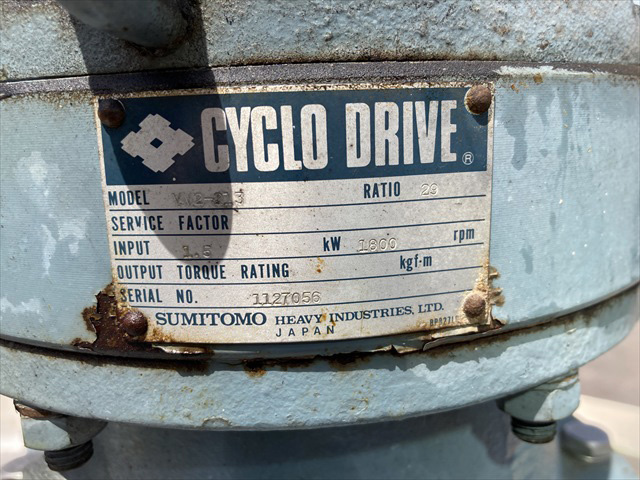 CYCLO DRIVE ®
MODEL RATIO 29
SERVICE FACTOR
INPUT 1.5 kW 1800 rpm
OUTPUT TORQUE RATING kgf-m
SERIAL NO. 1127056
SUMITOMO HEAVY INDUSTRIES, LTD.
JAPAN